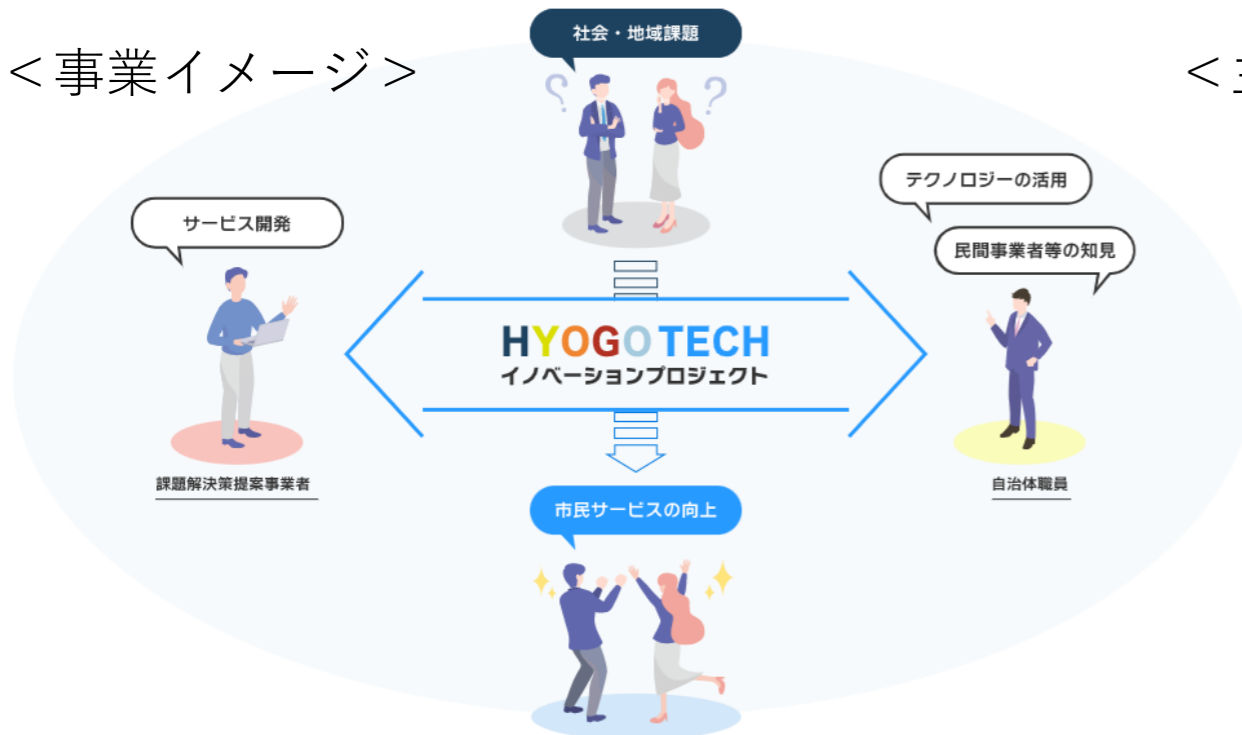 ＜事業イメージ＞
＜
社会・地域課題
?
?
テクノロジーの活用
サービス開発
民間事業者等の知見
HYOGO TECH
イノベーションプロジェクト
課題解決策提案事業者
自治体職員
市民サービスの向上